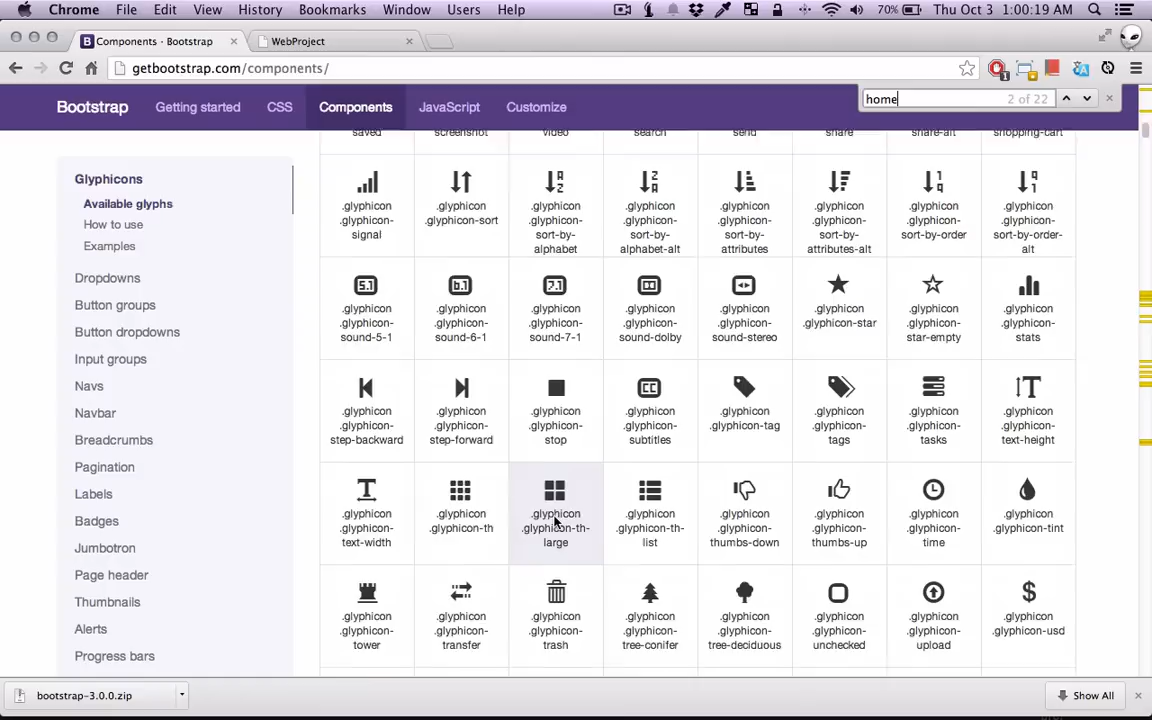 Chrome File Edit View History Bookmarks Window Users Help 70% Thu Oct 3 1:00:19 AM
Components · Bootstrap WebProject
getbootstrap.com/components/
home 2 of 22
Bootstrap Getting started CSS Components JavaScript Customize
saved screenshot video search send share share-alt shopping-cart
Glyphicons
Available glyphs
How to use
Examples
Dropdowns
Button groups
Button dropdowns
Input groups
Navs
Navbar
Breadcrumbs
Pagination
Labels
Badges
Jumbotron
Page header
Thumbnails
Alerts
Progress bars
.glyphicon
.glyphicon-
signal
.glyphicon
.glyphicon-sort
.glyphicon
.glyphicon-
sort-by-
alphabet
.glyphicon
.glyphicon-
sort-by-
alphabet-alt
.glyphicon
.glyphicon-
sort-by-
attributes
.glyphicon
.glyphicon-
sort-by-
attributes-alt
.glyphicon
.glyphicon-
sort-by-order
.glyphicon
.glyphicon-
sort-by-order-
alt
5.1
.glyphicon
.glyphicon-
sound-5-1
6.1
.glyphicon
.glyphicon-
sound-6-1
7.1
.glyphicon
.glyphicon-
sound-7-1
.glyphicon
.glyphicon-
sound-dolby
.glyphicon
.glyphicon-
sound-stereo
.glyphicon
.glyphicon-star
.glyphicon
.glyphicon-
star-empty
.glyphicon
.glyphicon-
stats
.glyphicon
.glyphicon-
step-backward
.glyphicon
.glyphicon-
step-forward
.glyphicon
.glyphicon-
stop
CC
.glyphicon
.glyphicon-
subtitles
.glyphicon
.glyphicon-tag
.glyphicon
.glyphicon-
tags
.glyphicon
.glyphicon-
tasks
.glyphicon
.glyphicon-
text-height
.glyphicon
.glyphicon-
text-width
.glyphicon
.glyphicon-th
.glyphicon
.glyphicon-th-
large
.glyphicon
.glyphicon-th-
list
.glyphicon
.glyphicon-
thumbs-down
.glyphicon
.glyphicon-
thumbs-up
.glyphicon
.glyphicon-
time
.glyphicon
.glyphicon-tint
.glyphicon
.glyphicon-
tower
.glyphicon
.glyphicon-
transfer
.glyphicon
.glyphicon-
trash
.glyphicon
.glyphicon-
tree-conifer
.glyphicon
.glyphicon-
tree-deciduous
.glyphicon
.glyphicon-
unchecked
.glyphicon
.glyphicon-
upload
$
.glyphicon
.glyphicon-usd
bootstrap-3.0.0.zip Show All